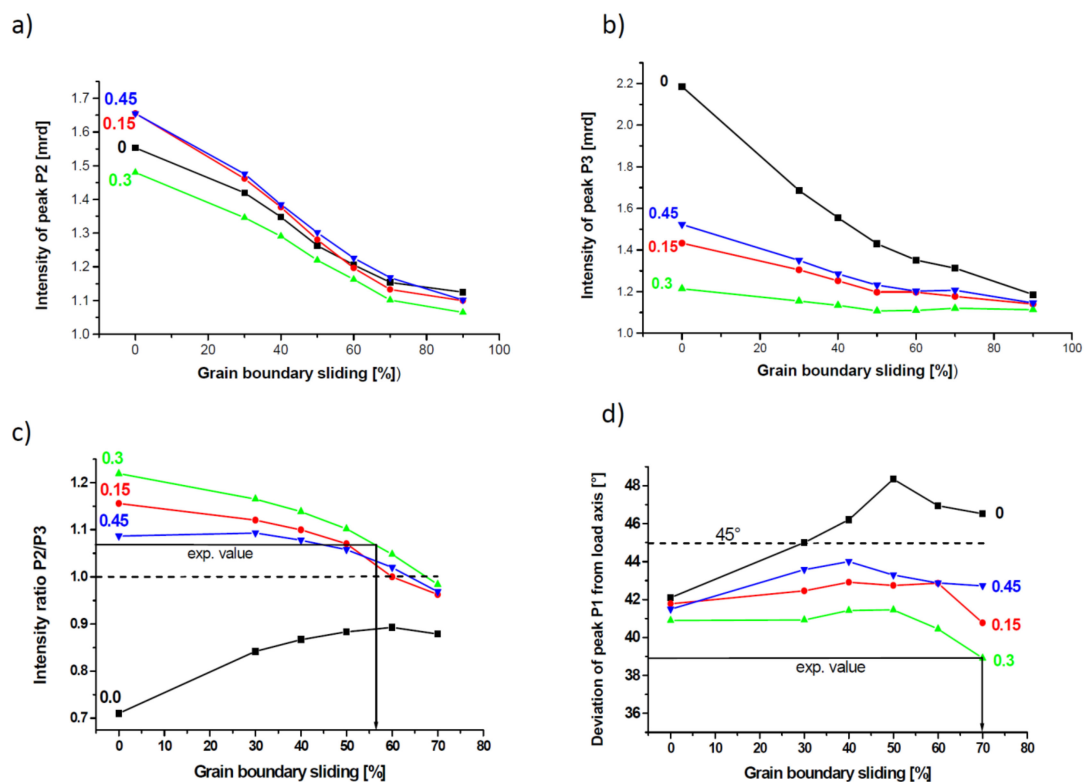 a)
Intensity of peak P2 [mrd]
1.7
1.6
1.5
1.4
1.3
1.2
1.1
1.0
0.45
0.15
0
0.3
0 20 40 60 80 100
Grain boundary sliding [%])
b)
Intensity of peak P3 [mrd]
2.2
2.0
1.8
1.6
1.4
1.2
1.0
0
0.45
0.15
0.3
0 20 40 60 80 100
Grain boundary sliding [%])
c)
Intensity ratio P2/P3
1.2
1.1
1.0
0.9
0.8
0.7
0.3
0.15
0.45
exp. value
0.0
0 10 20 30 40 50 60 70 80
Grain boundary sliding [%]
d)
Deviation of peak P1 from load axis [°]
48
46
44
42
40
38
36
0
45°
0.45
0.15
0.3
exp. value
0 10 20 30 40 50 60 70 80
Grain boundary sliding [%]